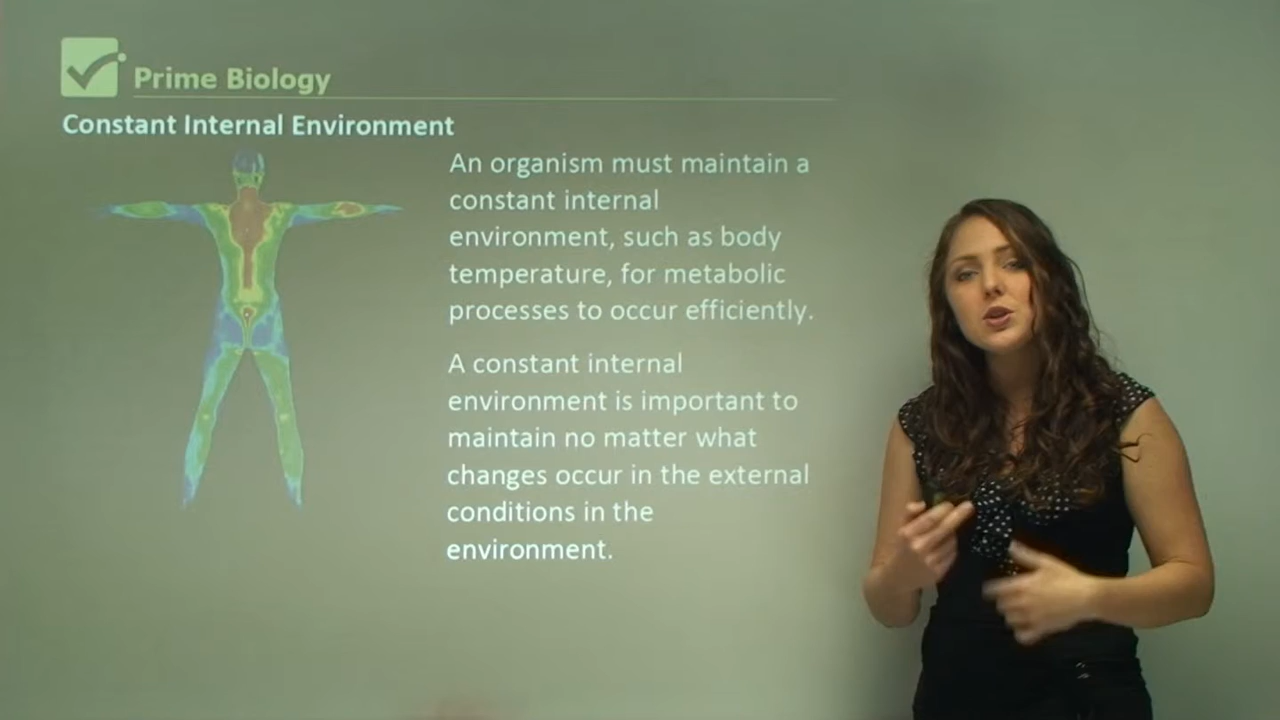 Prime Biology
Constant Internal Environment
An organism must maintain a
constant internal
environment, such as body
temperature, for metabolic
processes to occur efficiently.
A constant internal
environment is important to
maintain no matter what
changes occur in the external
conditions in the
environment.